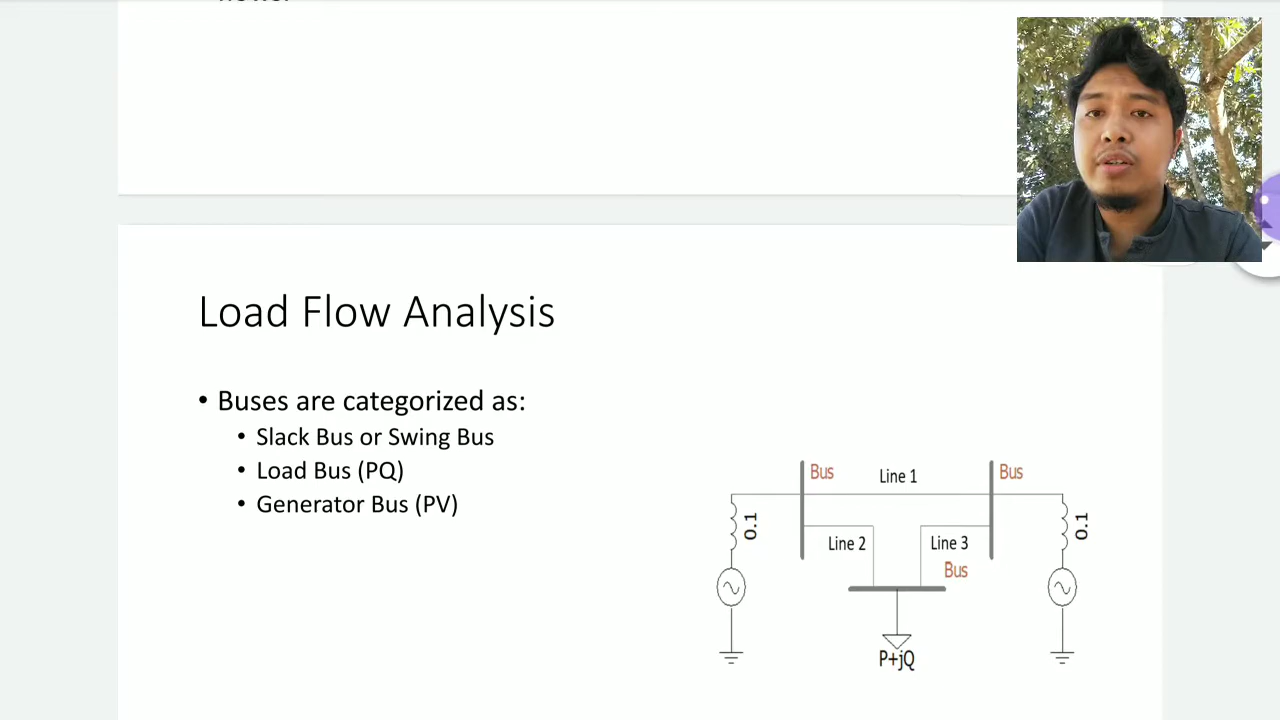 Load Flow Analysis
• Buses are categorized as:
• Slack Bus or Swing Bus
• Load Bus (PQ)
• Generator Bus (PV)
Bus
Line 1
Bus
0.1
0.1
Line 2
Line 3
Bus
P+jQ